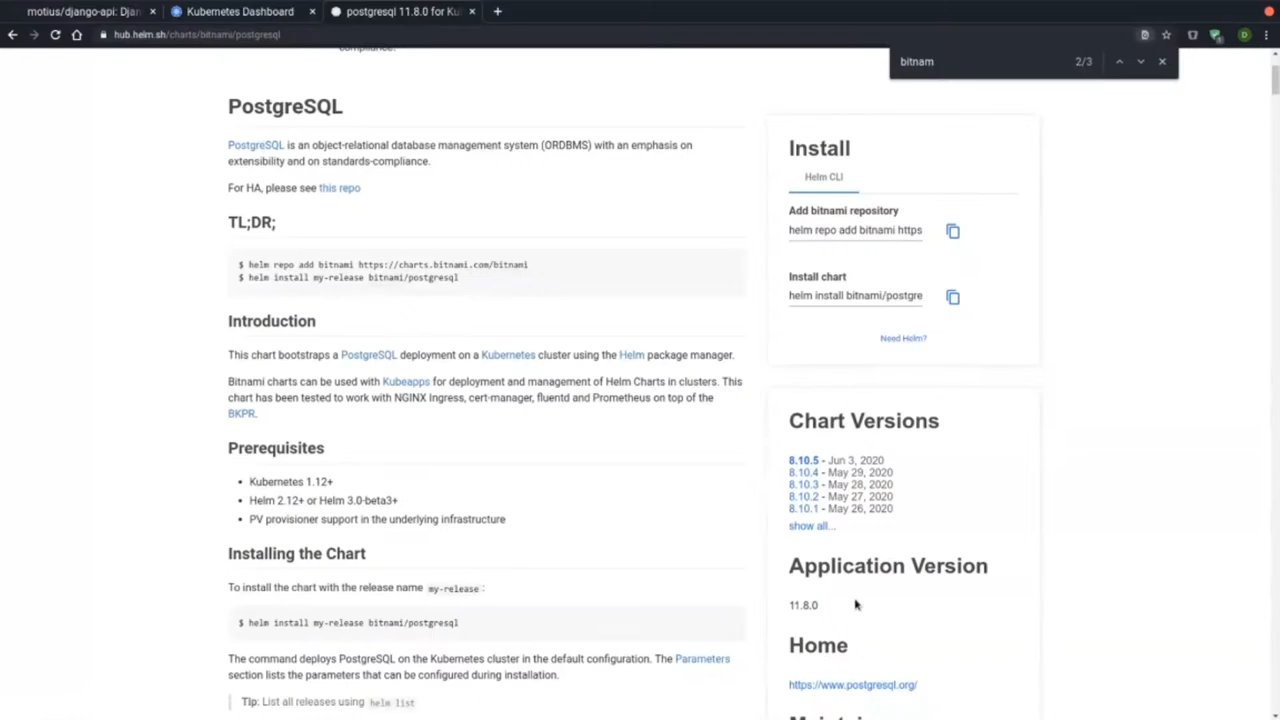 motius/django-api: Djan
Kubernetes Dashboard
postgresql 11.8.0 for Ku
hub.helm.sh/charts/bitnami/postgresql
bitnam
2/3
compliance.
PostgreSQL
PostgreSQL is an object-relational database management system (ORDBMS) with an emphasis on
extensibility and on standards-compliance.
For HA, please see this repo
TL;DR;
$ helm repo add bitnami https://charts.bitnami.com/bitnami
$ helm install my-release bitnami/postgresql
Introduction
This chart bootstraps a PostgreSQL deployment on a Kubernetes cluster using the Helm package manager.
Bitnami charts can be used with Kubeapps for deployment and management of Helm Charts in clusters. This
chart has been tested to work with NGINX Ingress, cert-manager, fluentd and Prometheus on top of the
BKPR.
Prerequisites
• Kubernetes 1.12+
• Helm 2.12+ or Helm 3.0-beta3+
• PV provisioner support in the underlying infrastructure
Installing the Chart
To install the chart with the release name my-release:
$ helm install my-release bitnami/postgresql
The command deploys PostgreSQL on the Kubernetes cluster in the default configuration. The Parameters
section lists the parameters that can be configured during installation.
Tip: List all releases using helm list
Install
Helm CLI
Add bitnami repository
helm repo add bitnami https
Install chart
helm install bitnami/postgre
Need Helm?
Chart Versions
8.10.5 - Jun 3, 2020
8.10.4 - May 29, 2020
8.10.3 - May 28, 2020
8.10.2 - May 27, 2020
8.10.1 - May 26, 2020
show all...
Application Version
11.8.0
Home
https://www.postgresql.org/